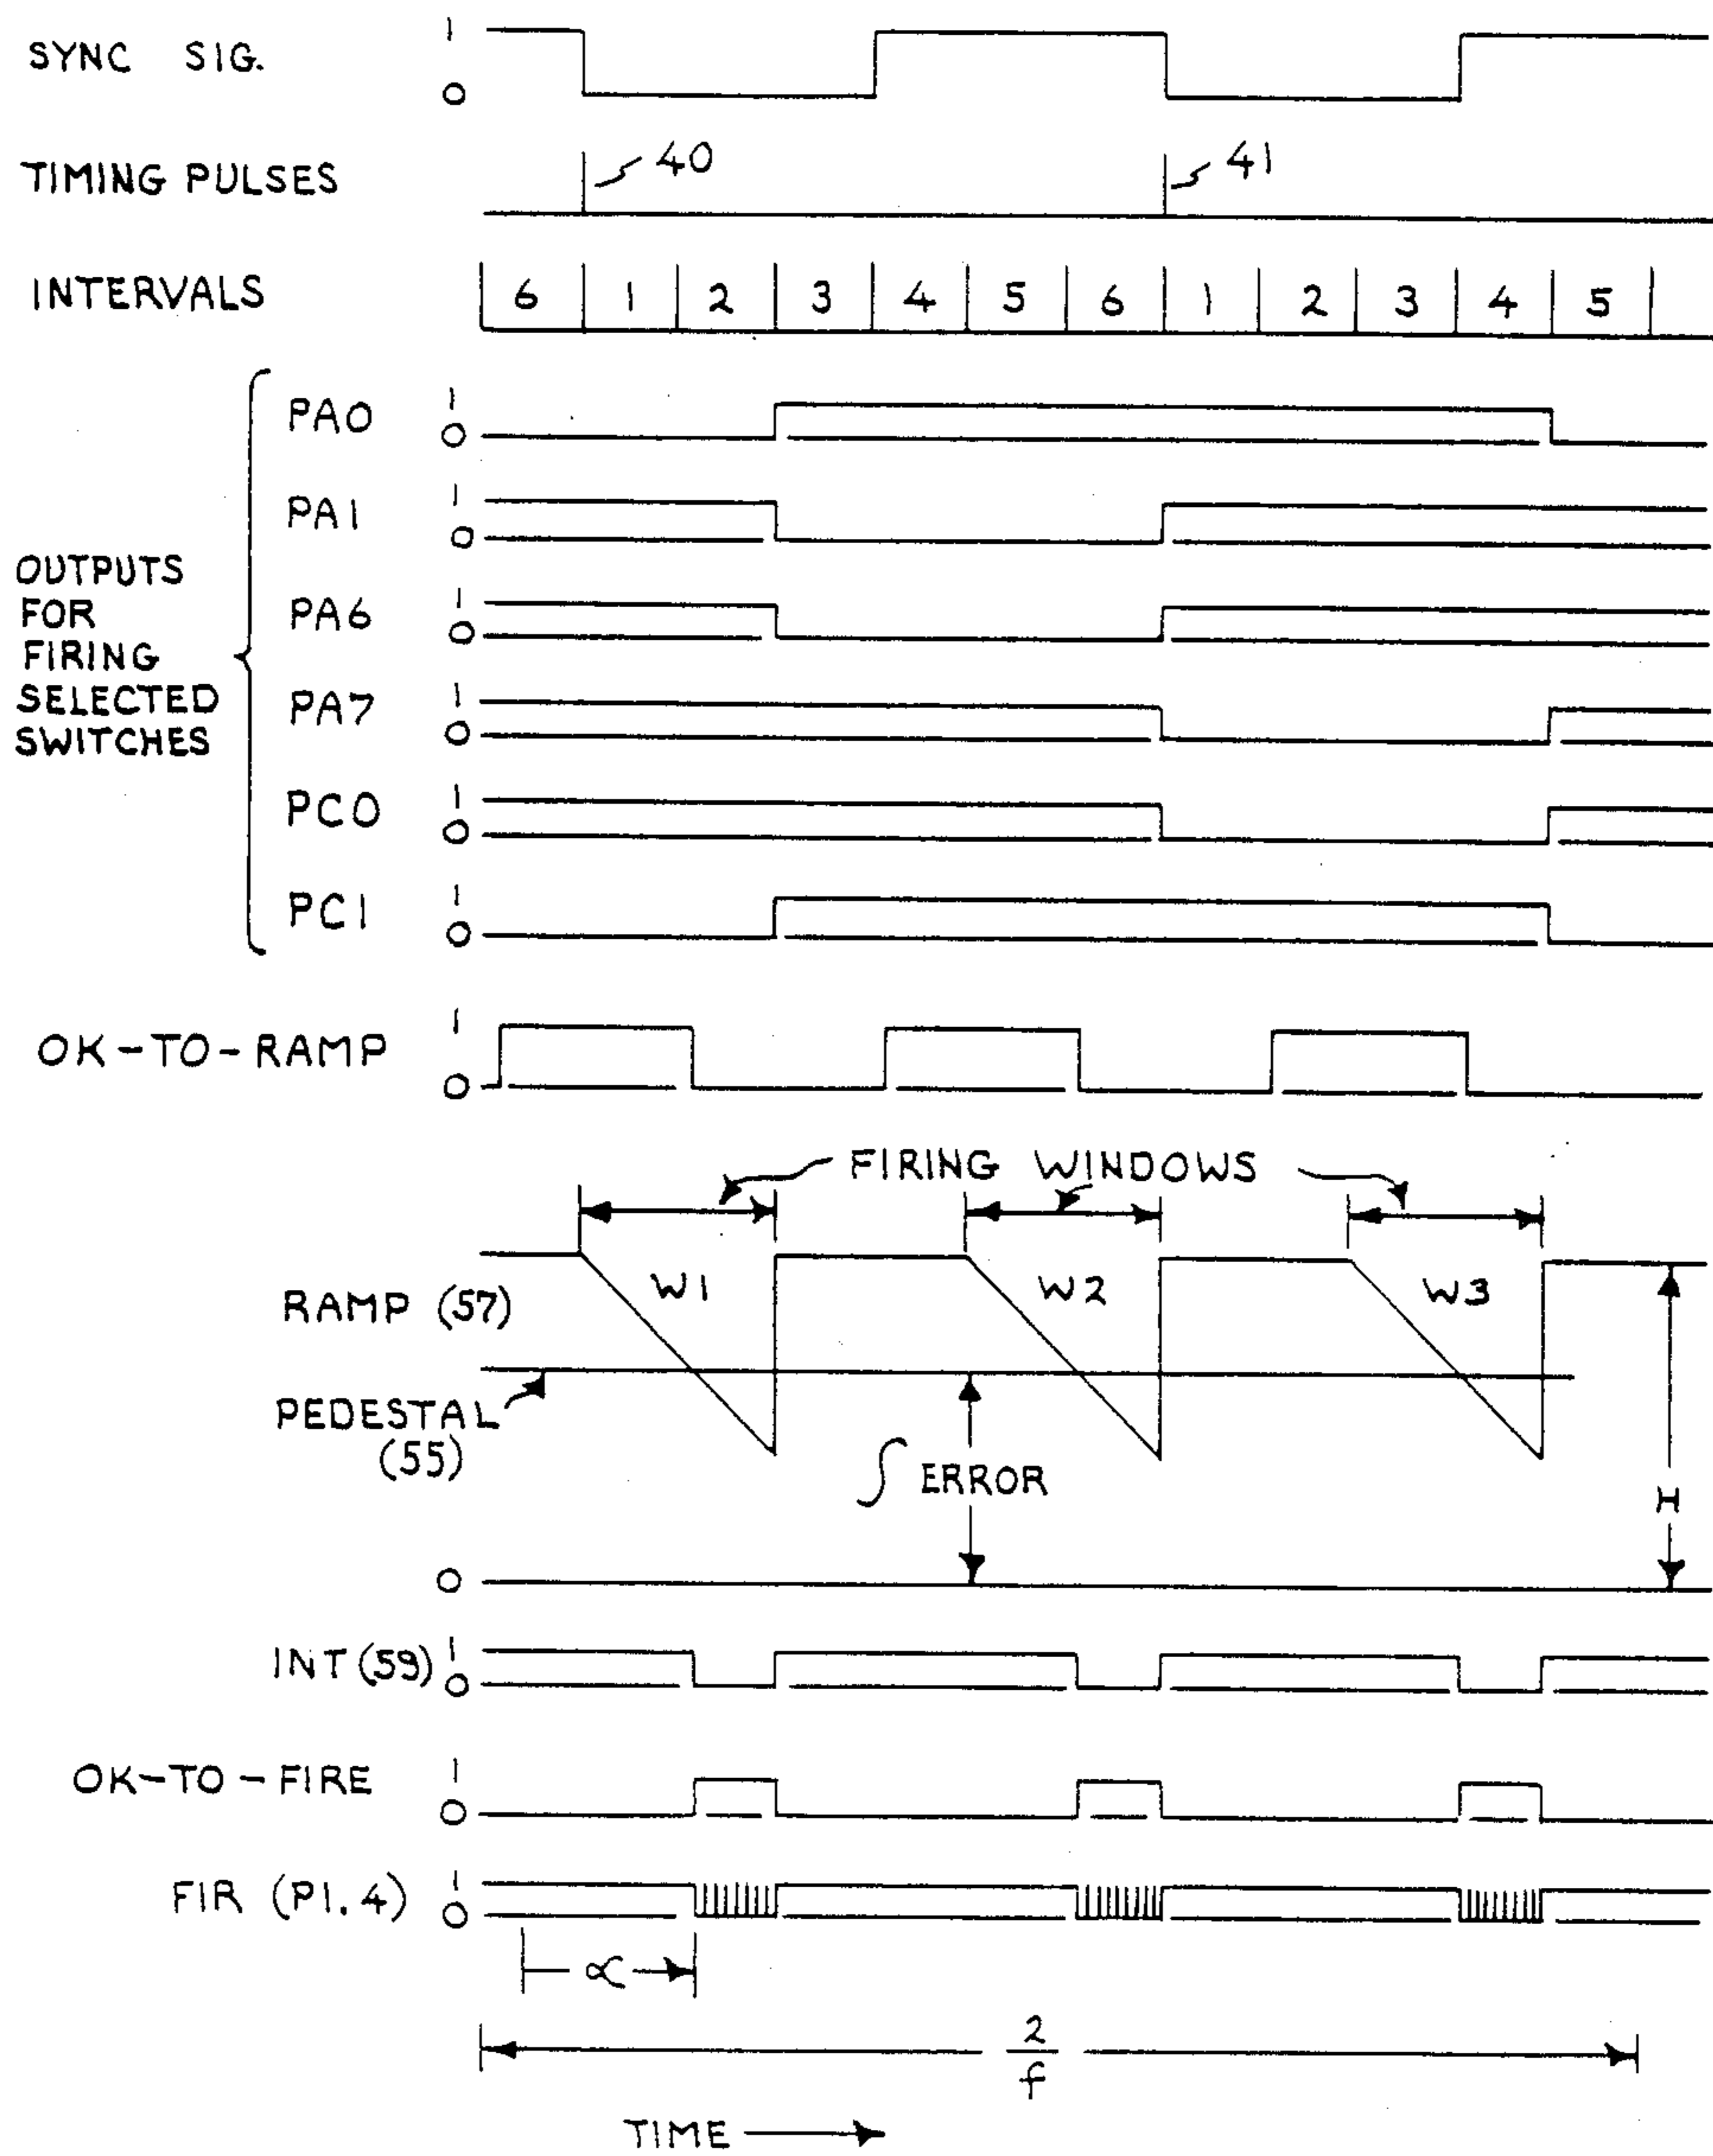 SYNC SIG. 1
0
TIMING PULSES 40 41
INTERVALS 6 1 2 3 4 5 6 1 2 3 4 5
OUTPUTS
FOR
FIRING
SELECTED
SWITCHES
PA0 1
0
PA1 1
0
PA6 1
0
PA7 1
0
PC0 1
0
PC1 1
0
OK-TO-RAMP 1
0
FIRING WINDOWS
W1 W2 W3
RAMP (57)
PEDESTAL
(55)
∫ ERROR
H
0
INT (59) 1
0
OK-TO-FIRE 1
0
FIR (P1.4) 1
0
∝
2
f
TIME